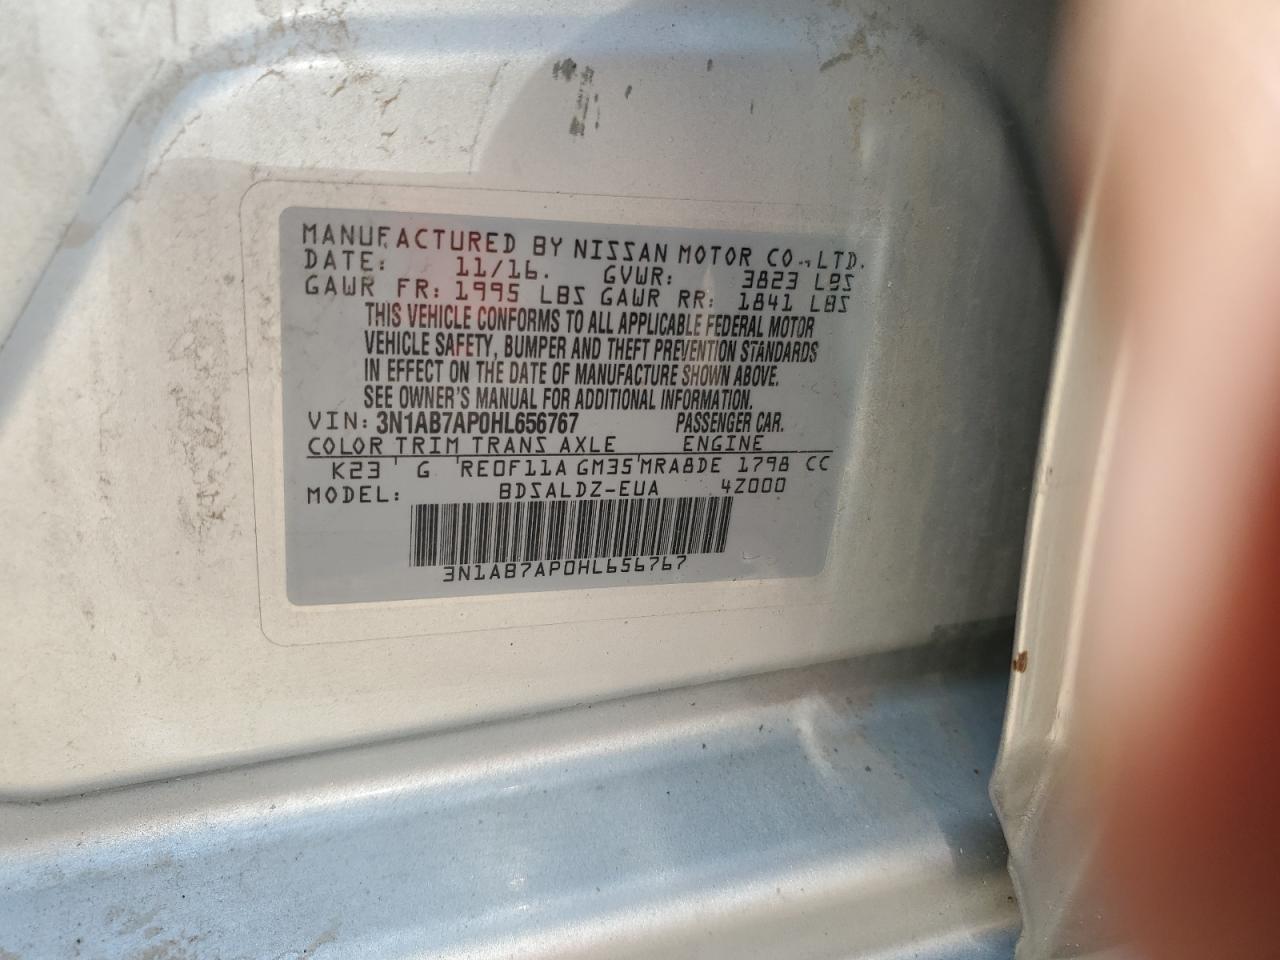 MANUFACTURED BY NISSAN MOTOR CO., LTD.
DATE: 11/16. GVWR: 3823 LBS
GAWR FR: 1995 LBS GAWR RR: 1841 LBS
THIS VEHICLE CONFORMS TO ALL APPLICABLE FEDERAL MOTOR
VEHICLE SAFETY, BUMPER AND THEFT PREVENTION STANDARDS
IN EFFECT ON THE DATE OF MANUFACTURE SHOWN ABOVE.
SEE OWNER'S MANUAL FOR ADDITIONAL INFORMATION.
VIN: 3N1AB7AP0HL656767 PASSENGER CAR.
COLOR TRIM TRANS AXLE ENGINE
K23 G RE0F11A GM35 MRA8DE 1798 CC
MODEL: BDSALDZ-EUA 4Z000
3N1AB7AP0HL656767